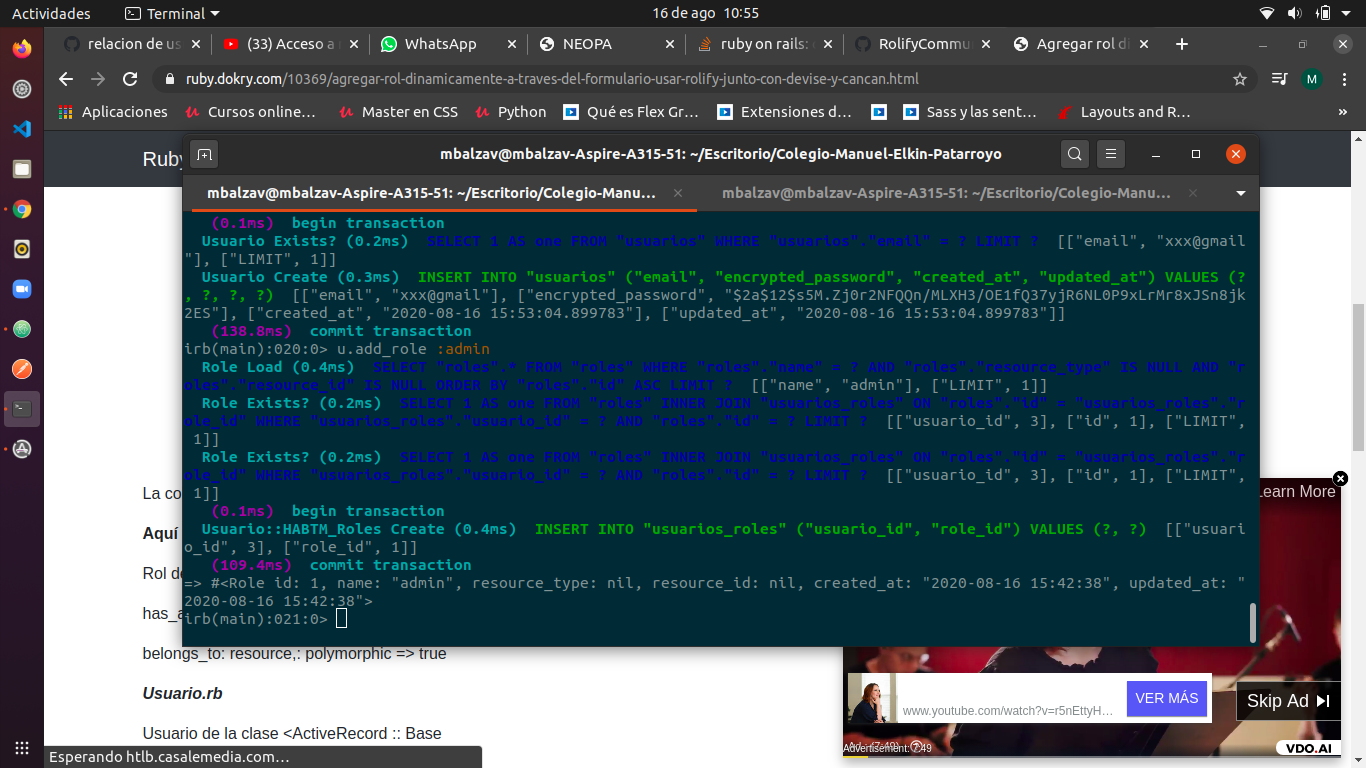 Actividades
Terminal
16 de ago 10:55
relacion de us
(33) Acceso a
WhatsApp
NEOPA
ruby on rails:
RolifyCommu
Agregar rol di
ruby.dokry.com/10369/agregar-rol-dinamicamente-a-traves-del-formulario-usar-rolify-junto-con-devise-y-cancan.html
M
Aplicaciones
Cursos online...
Master en CSS
Python
Qué es Flex Gr...
Extensiones d...
Sass y las sent...
Layouts and R...
»
Ruby
mbalzav@mbalzav-Aspire-A315-51: ~/Escritorio/Colegio-Manuel-Elkin-Patarroyo
mbalzav@mbalzav-Aspire-A315-51: ~/Escritorio/Colegio-Manu...
mbalzav@mbalzav-Aspire-A315-51: ~/Escritorio/Colegio-Manu...
(0.1ms)  begin transaction
Usuario Exists? (0.2ms)  SELECT 1 AS one FROM "usuarios" WHERE "usuarios"."email" = ? LIMIT ?  [["email", "xxx@gmail
"], ["LIMIT", 1]]
Usuario Create (0.3ms)  INSERT INTO "usuarios" ("email", "encrypted_password", "created_at", "updated_at") VALUES (?
, ?, ?, ?)  [["email", "xxx@gmail"], ["encrypted_password", "$2a$12$s5M.Zj0r2NFQQn/MLXH3/OE1fQ37yjR6NL0P9xLrMr8xJSn8jk
2ES"], ["created_at", "2020-08-16 15:53:04.899783"], ["updated_at", "2020-08-16 15:53:04.899783"]]
(138.8ms)  commit transaction
irb(main):020:0> u.add_role :admin
Role Load (0.4ms)  SELECT "roles".* FROM "roles" WHERE "roles"."name" = ? AND "roles"."resource_type" IS NULL AND "r
oles"."resource_id" IS NULL ORDER BY "roles"."id" ASC LIMIT ?  [["name", "admin"], ["LIMIT", 1]]
Role Exists? (0.2ms)  SELECT 1 AS one FROM "roles" INNER JOIN "usuarios_roles" ON "roles"."id" = "usuarios_roles"."r
ole_id" WHERE "usuarios_roles"."usuario_id" = ? AND "roles"."id" = ? LIMIT ?  [["usuario_id", 3], ["id", 1], ["LIMIT",
1]]
Role Exists? (0.2ms)  SELECT 1 AS one FROM "roles" INNER JOIN "usuarios_roles" ON "roles"."id" = "usuarios_roles"."r
ole_id" WHERE "usuarios_roles"."usuario_id" = ? AND "roles"."id" = ? LIMIT ?  [["usuario_id", 3], ["id", 1], ["LIMIT",
1]]
(0.1ms)  begin transaction
Usuario::HABTM_Roles Create (0.4ms)  INSERT INTO "usuarios_roles" ("usuario_id", "role_id") VALUES (?, ?)  [["usuari
o_id", 3], ["role_id", 1]]
(109.4ms)  commit transaction
=> #<Role id: 1, name: "admin", resource_type: nil, resource_id: nil, created_at: "2020-08-16 15:42:38", updated_at: "
2020-08-16 15:42:38">
irb(main):021:0>
La co
Aquí
Rol de
has_a
belongs_to: resource,: polymorphic => true
Usuario.rb
Usuario de la clase <ActiveRecord :: Base
Learn More
www.youtube.com/watch?v=r5nEttyH...
VER MÁS
Skip Ad
VDO.AI
Esperando htlb.casalemedia.com...